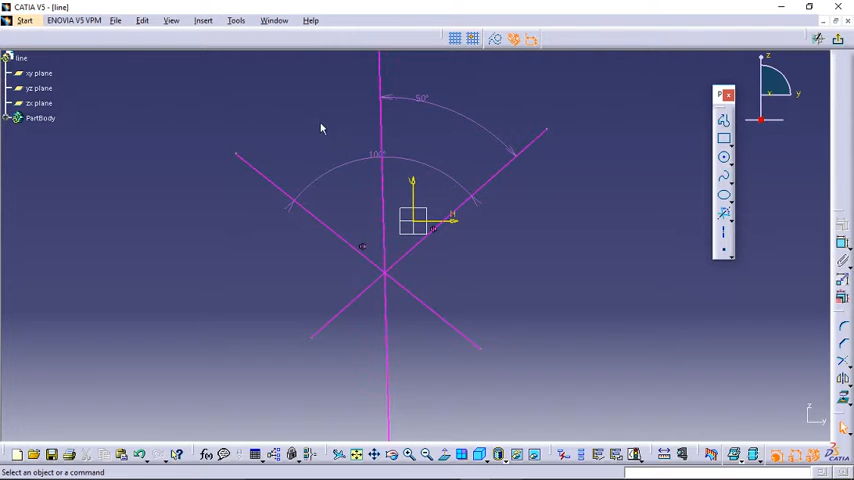 CATIA V5 - [line]
Start ENOVIA V5 VPM File Edit View Insert Tools Window Help
line
xy plane
yz plane
zx plane
PartBody
50°
100°
V
H
z
x y
P...
z
y
CATIA
Select an object or a command